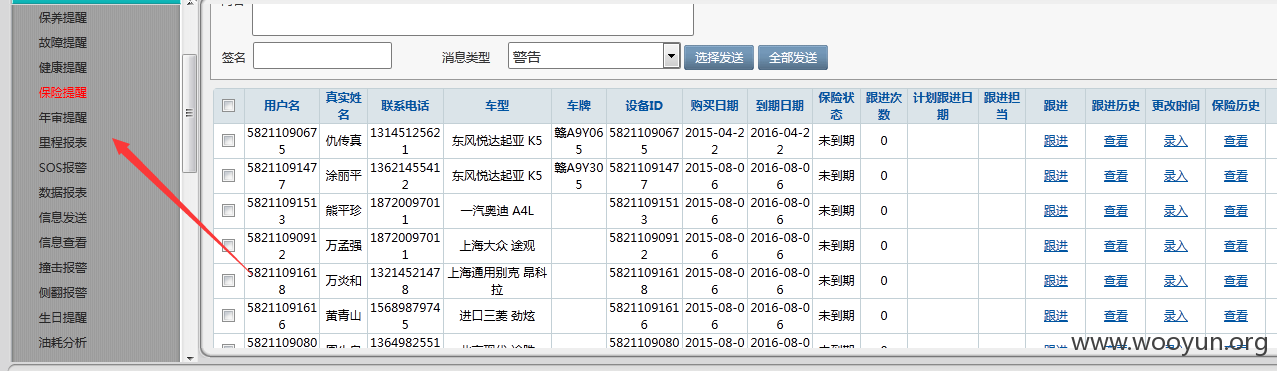 保养提醒
故障提醒
健康提醒
保险提醒
年审提醒
里程报表
SOS报警
数据报表
信息发送
信息查看
撞击报警
侧翻报警
生日提醒
油耗分析
签名 消息类型 警告 选择发送 全部发送
用户名 真实姓名 联系电话 车型 车牌 设备ID 购买日期 到期日期 保险状态 跟进次数 计划跟进日期 跟进担当 跟进 跟进历史 更改时间 保险历史
58211090675 仇传真 13145125621 东风悦达起亚 K5 赣A9Y065 58211090675 2015-04-22 2016-04-22 未到期 0 跟进 查看 录入 查看
58211091477 涂丽平 13621455412 东风悦达起亚 K5 赣A9Y305 58211091477 2015-08-06 2016-08-06 未到期 0 跟进 查看 录入 查看
58211091513 熊平珍 18720097011 一汽奥迪 A4L 58211091513 2015-08-06 2016-08-06 未到期 0 跟进 查看 录入 查看
58211090912 万孟强 18720097011 上海大众 途观 58211090912 2015-08-06 2016-08-06 未到期 0 跟进 查看 录入 查看
58211091618 万炎和 13214521478 上海通用别克 昂科拉 58211091618 2015-08-06 2016-08-06 未到期 0 跟进 查看 录入 查看
58211091616 黄青山 15689879745 进口三菱 劲炫 58211091616 2015-08-06 2016-08-06 未到期 0 跟进 查看 录入 查看
5821109080 1364982551 5821109080 2015-08-0 2016-08-0
www.wooyun.org